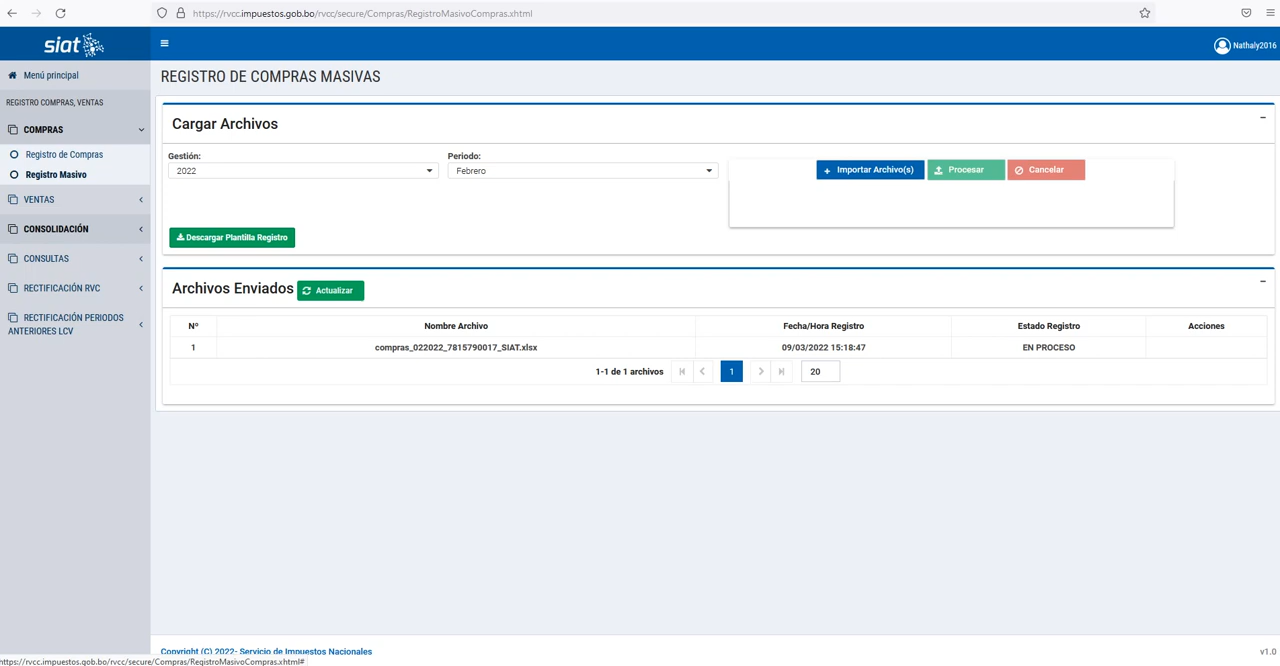 https://rvcc.impuestos.gob.bo/rvcc/secure/Compras/RegistroMasivoCompras.xhtml
siat
Nathaly2016
Menú principal
REGISTRO COMPRAS, VENTAS
COMPRAS
Registro de Compras
Registro Masivo
VENTAS
CONSOLIDACIÓN
CONSULTAS
RECTIFICACIÓN RVC
RECTIFICACIÓN PERIODOS
ANTERIORES LCV
REGISTRO DE COMPRAS MASIVAS
Cargar Archivos
Gestión: Periodo:
2022 Febrero
+ Importar Archivo(s) Procesar Cancelar
Descargar Plantilla Registro
Archivos Enviados Actualizar
Nº Nombre Archivo Fecha/Hora Registro Estado Registro Acciones
1 compras_022022_7815790017_SIAT.xlsx 09/03/2022 15:18:47 EN PROCESO
1-1 de 1 archivos 1 20
Copyright (C) 2022- Servicio de Impuestos Nacionales v1.0
https://rvcc.impuestos.gob.bo/rvcc/secure/Compras/RegistroMasivoCompras.xhtml#